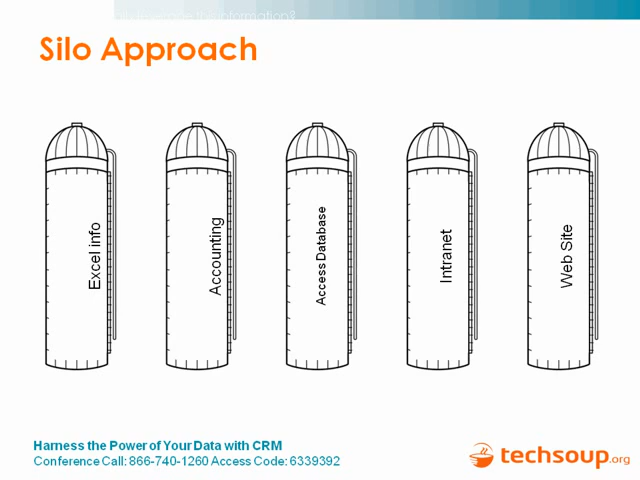 information?
Silo Approach
Excel info
Accounting
Access Database
Intranet
Web Site
Harness the Power of Your Data with CRM
Conference Call: 866-740-1260 Access Code: 6339392
techsoup.org